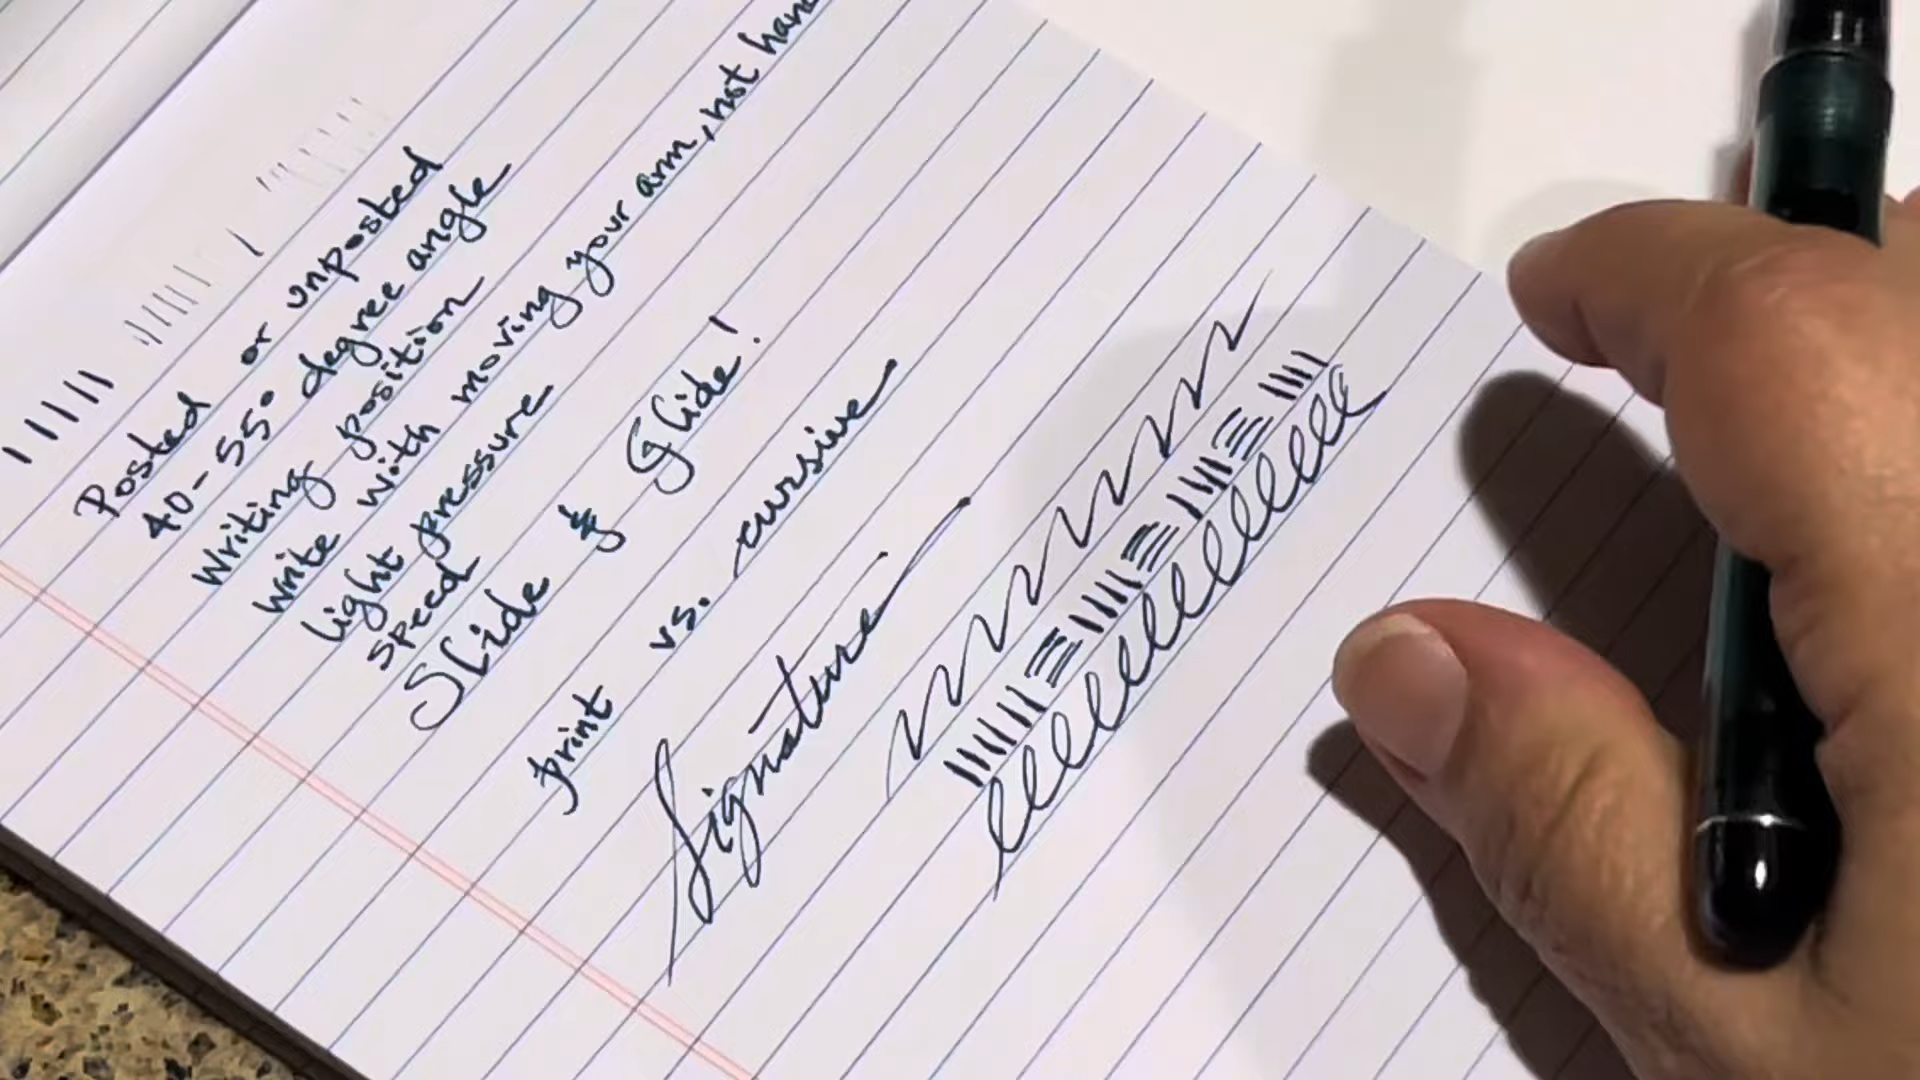 Posted or unposted
40-55° degree angle
Writing position
Write with moving your arm, not han
light pressure
speed
Slide & Glide!
print vs. cursive
Signature